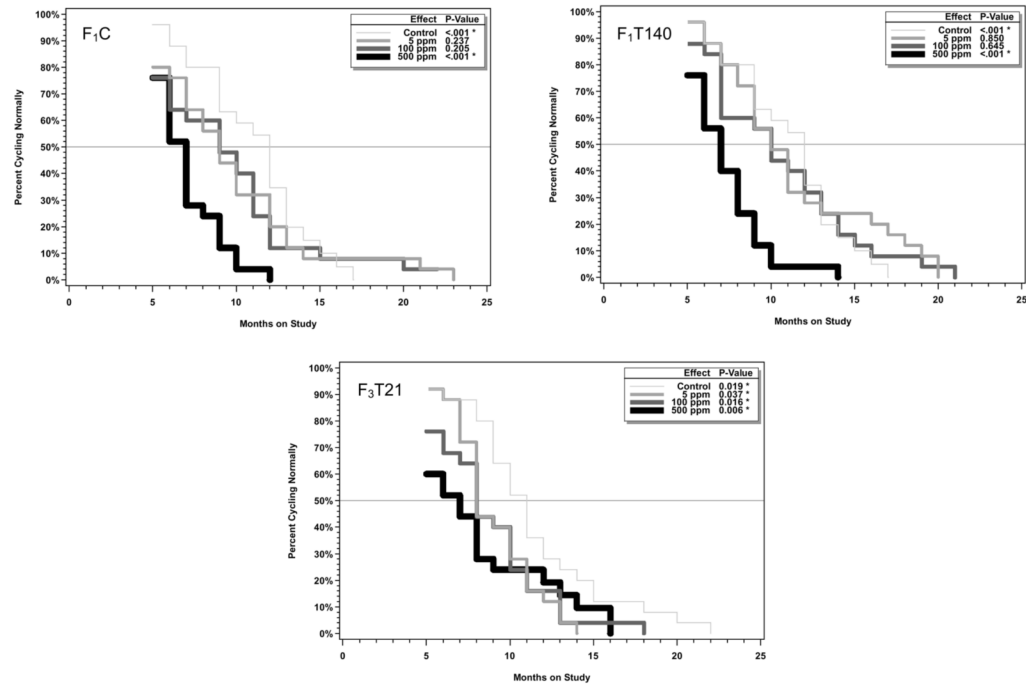 F₁C
Effect P-Value
Control <.001 *
5 ppm 0.237
100 ppm 0.205
500 ppm <.001 *
Percent Cycling Normally
100%
90%
80%
70%
60%
50%
40%
30%
20%
10%
0%
0 5 10 15 20 25
Months on Study
F₁T140
Effect P-Value
Control <.001 *
5 ppm 0.850
100 ppm 0.645
500 ppm <.001 *
Percent Cycling Normally
100%
90%
80%
70%
60%
50%
40%
30%
20%
10%
0%
0 5 10 15 20 25
Months on Study
F₃T21
Effect P-Value
Control 0.019 *
5 ppm 0.037 *
100 ppm 0.016 *
500 ppm 0.006 *
Percent Cycling Normally
100%
90%
80%
70%
60%
50%
40%
30%
20%
10%
0%
0 5 10 15 20 25
Months on Study